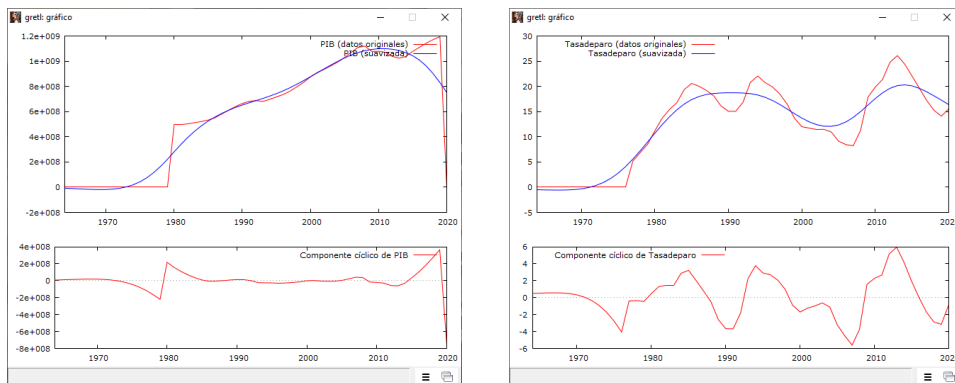 gretl: gráfico
PIB (datos originales)
PIB (suavizada)
1.2e+009
1e+009
8e+008
6e+008
4e+008
2e+008
0
-2e+008
1970
1980
1990
2000
2010
2020
Componente cíclico de PIB
4e+008
2e+008
0
-2e+008
-4e+008
-6e+008
-8e+008
1970
1980
1990
2000
2010
2020
gretl: gráfico
Tasadeparo (datos originales)
Tasadeparo (suavizada)
30
25
20
15
10
5
0
-5
1970
1980
1990
2000
2010
2020
Componente cíclico de Tasadeparo
6
4
2
0
-2
-4
-6
1970
1980
1990
2000
2010
2020